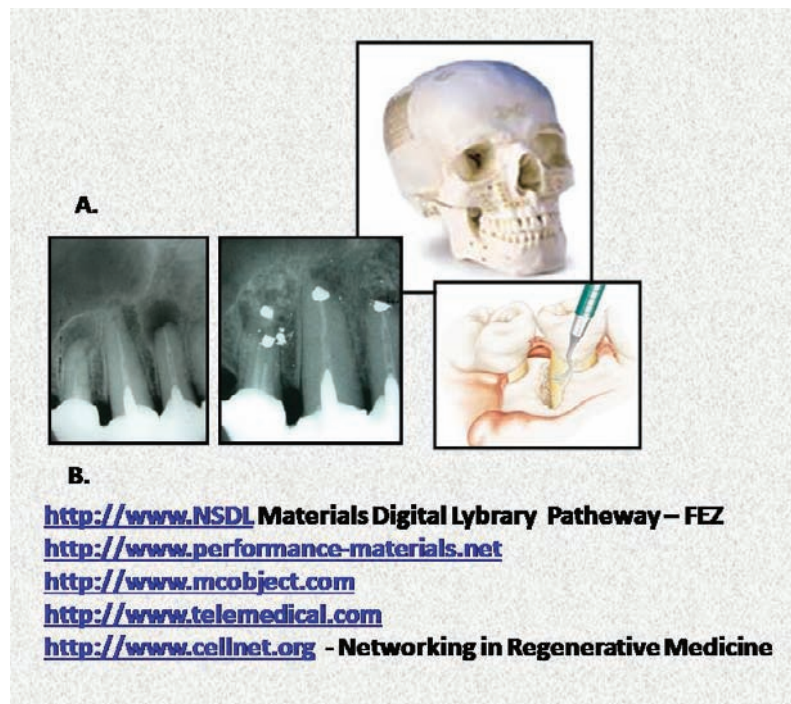 A.
B.
http://www.NSDL Materials Digital Lybrary Patheway – FEZ
http://www.performance-materials.net
http://www.mcobject.com
http://www.telemedical.com
http://www.cellnet.org - Networking in Regenerative Medicine